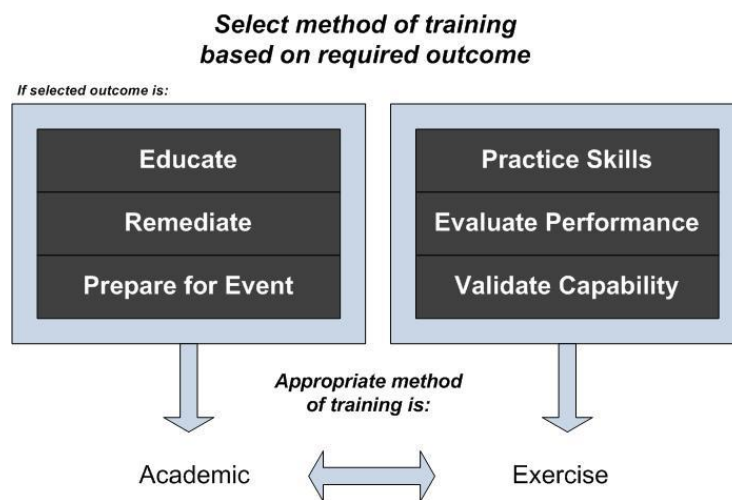 Select method of training
based on required outcome
If selected outcome is:
Educate
Remediate
Prepare for Event
Practice Skills
Evaluate Performance
Validate Capability
Appropriate method
of training is:
Academic
Exercise